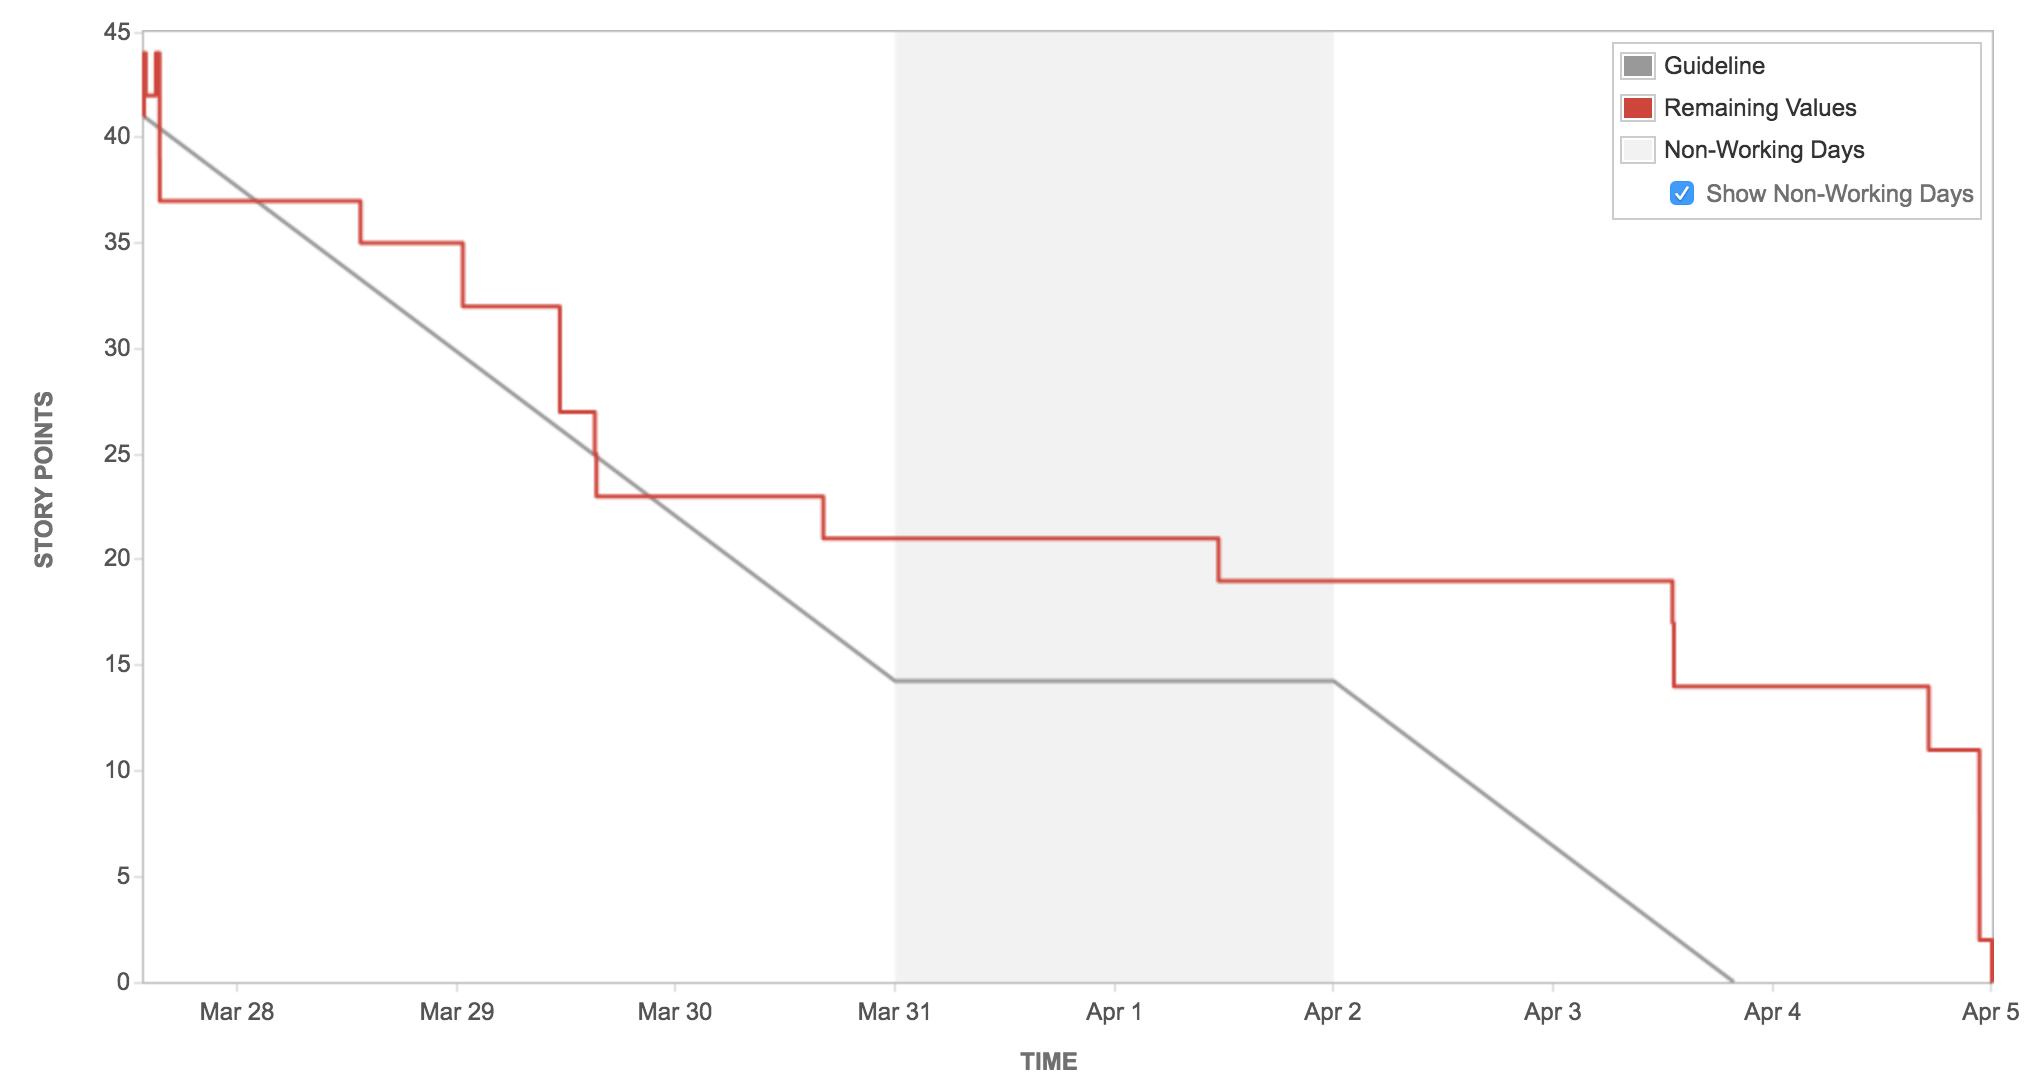 45
40
35
30
25
20
15
10
5
0
STORY POINTS
Guideline
Remaining Values
Non-Working Days
Show Non-Working Days
Mar 28 Mar 29 Mar 30 Mar 31 Apr 1 Apr 2 Apr 3 Apr 4 Apr 5
TIME